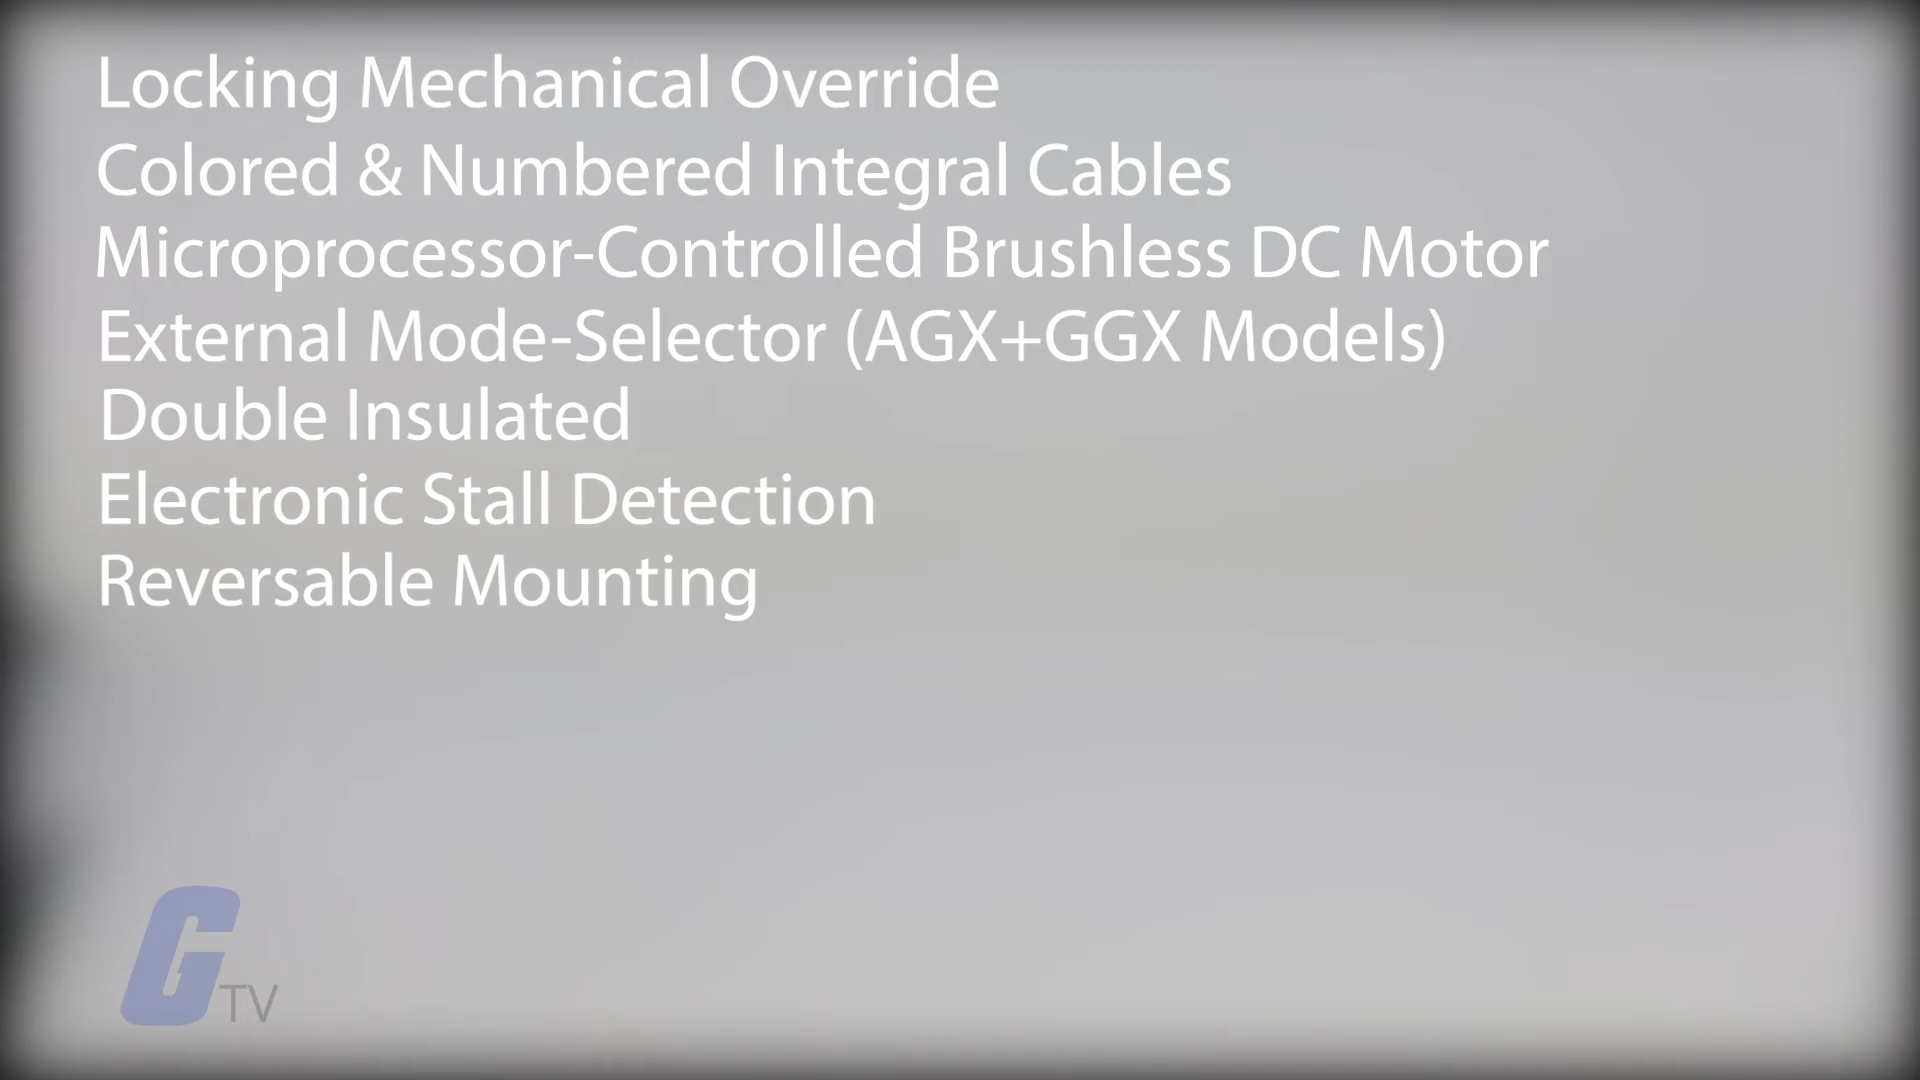 Locking Mechanical Override
Colored & Numbered Integral Cables
Microprocessor-Controlled Brushless DC Motor
External Mode-Selector (AGX+GGX Models)
Double Insulated
Electronic Stall Detection
Reversable Mounting
G TV